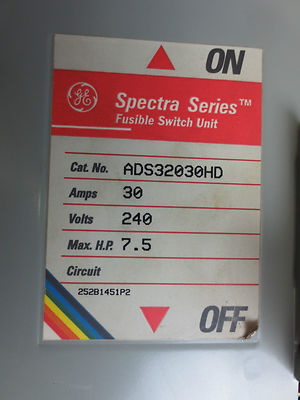 ON
GE
Spectra Series™
Fusible Switch Unit
Cat. No. ADS32030HD
Amps 30
Volts 240
Max. H.P. 7.5
Circuit
252B1451P2
OFF